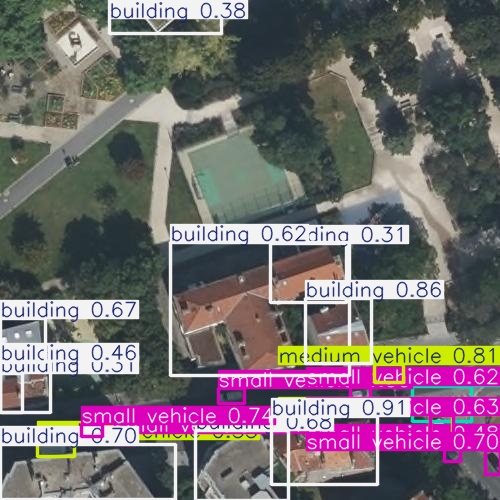 building 0.38
building 0.62
ding 0.31
building 0.86
building 0.67
medium vehicle 0.81
building 0.46
building 0.31
small ve
small vehicle 0.62
small vehicle 0.74
building 0.91
cle 0.63
0.68
building 0.70
building
small vehicle 0.70